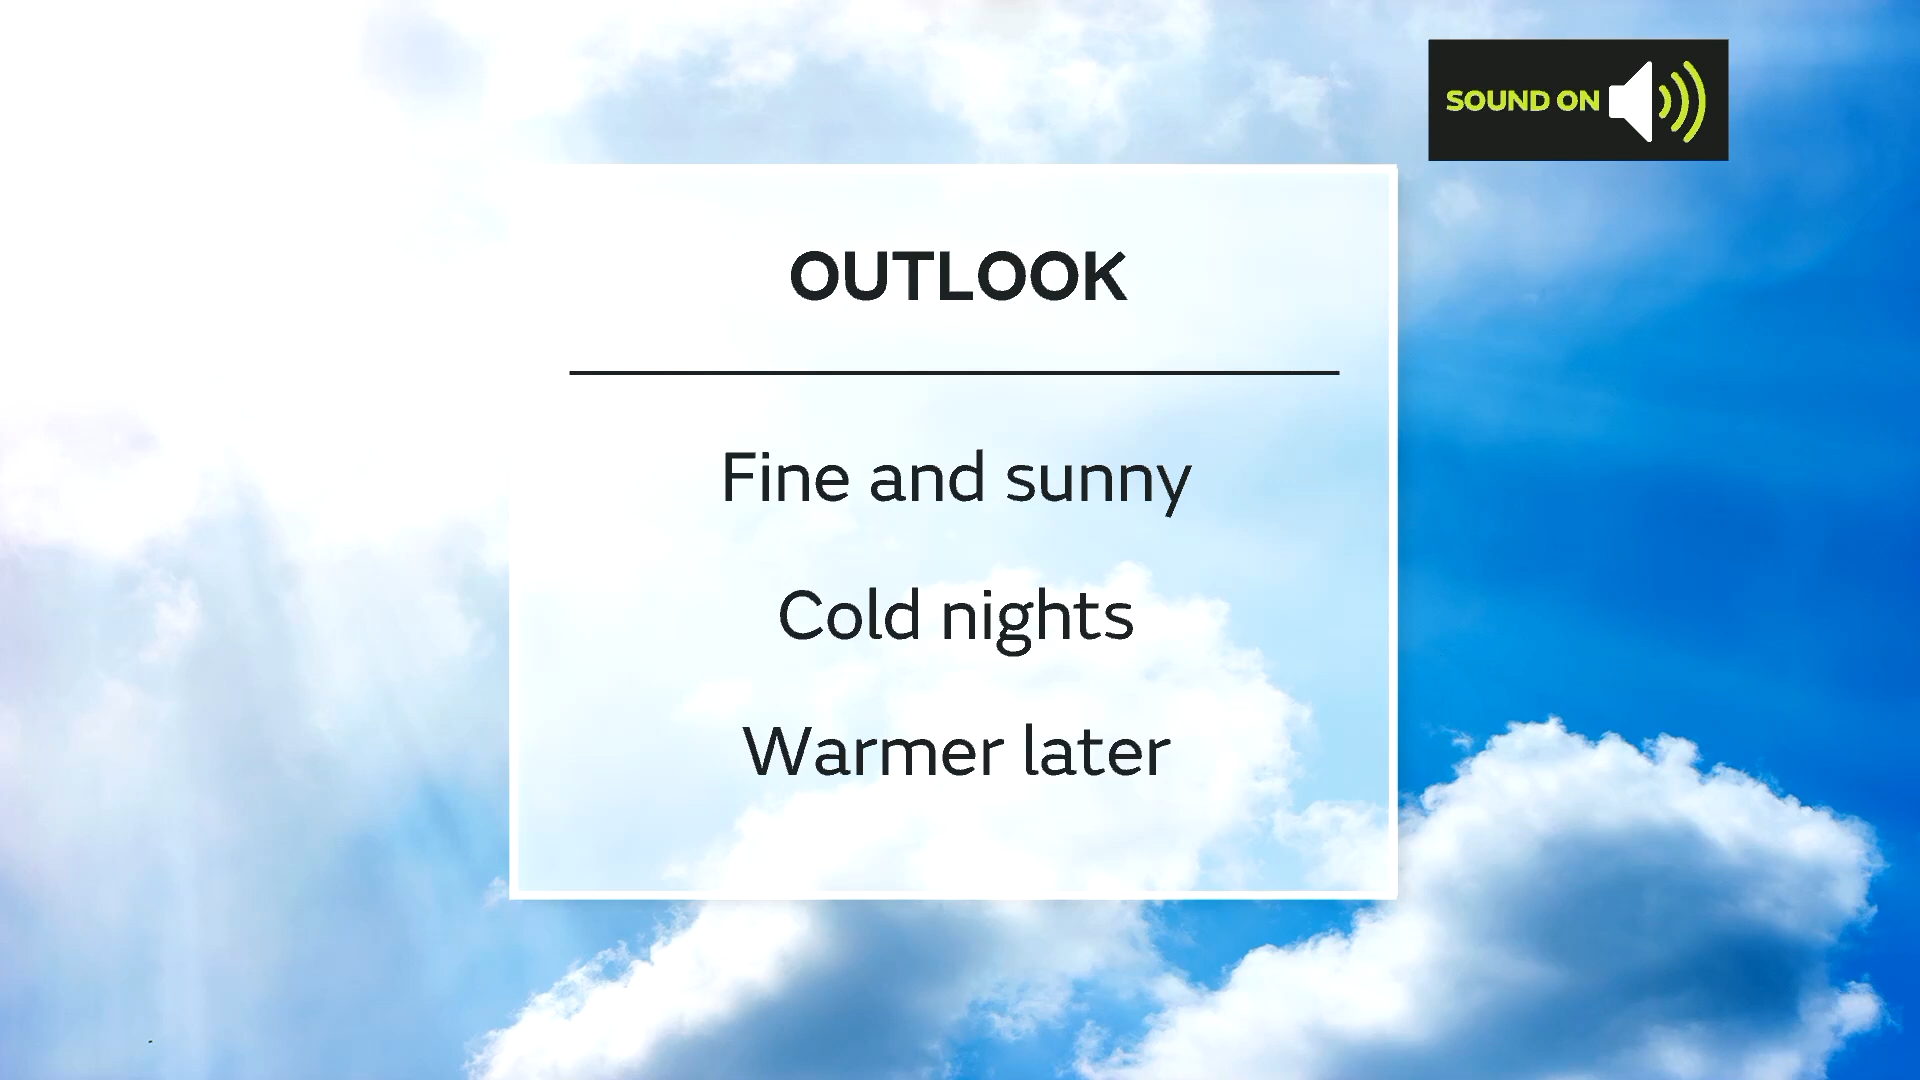 SOUND ON
OUTLOOK
Fine and sunny
Cold nights
Warmer later